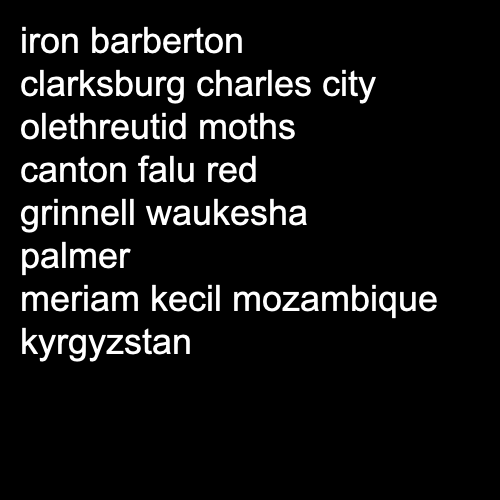 iron barberton
clarksburg charles city
olethreutid moths
canton falu red
grinnell waukesha
palmer
meriam kecil mozambique
kyrgyzstan